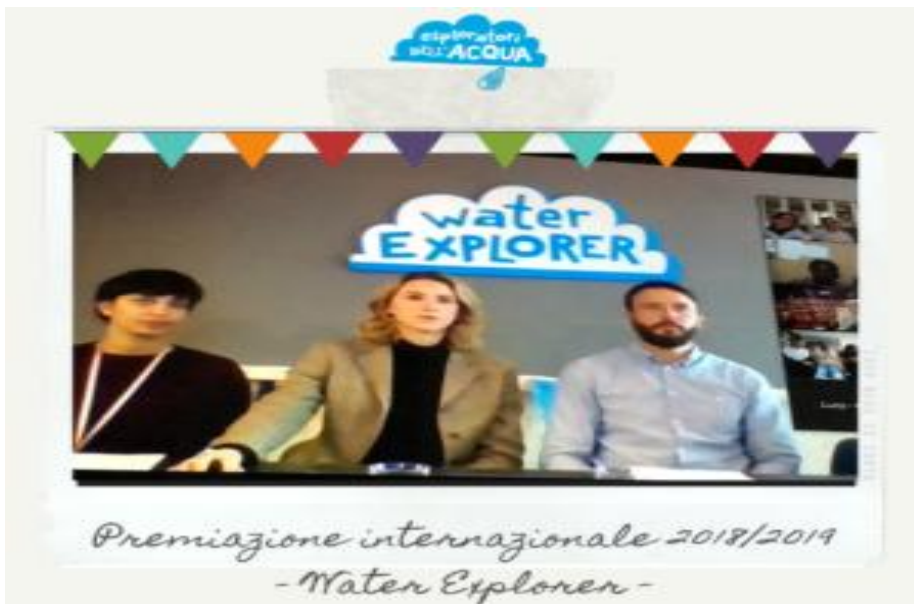 esploratori
DELL'ACQUA
water
EXPLORER
Premiazione internazionale 2018/2019
-Water Explorer-